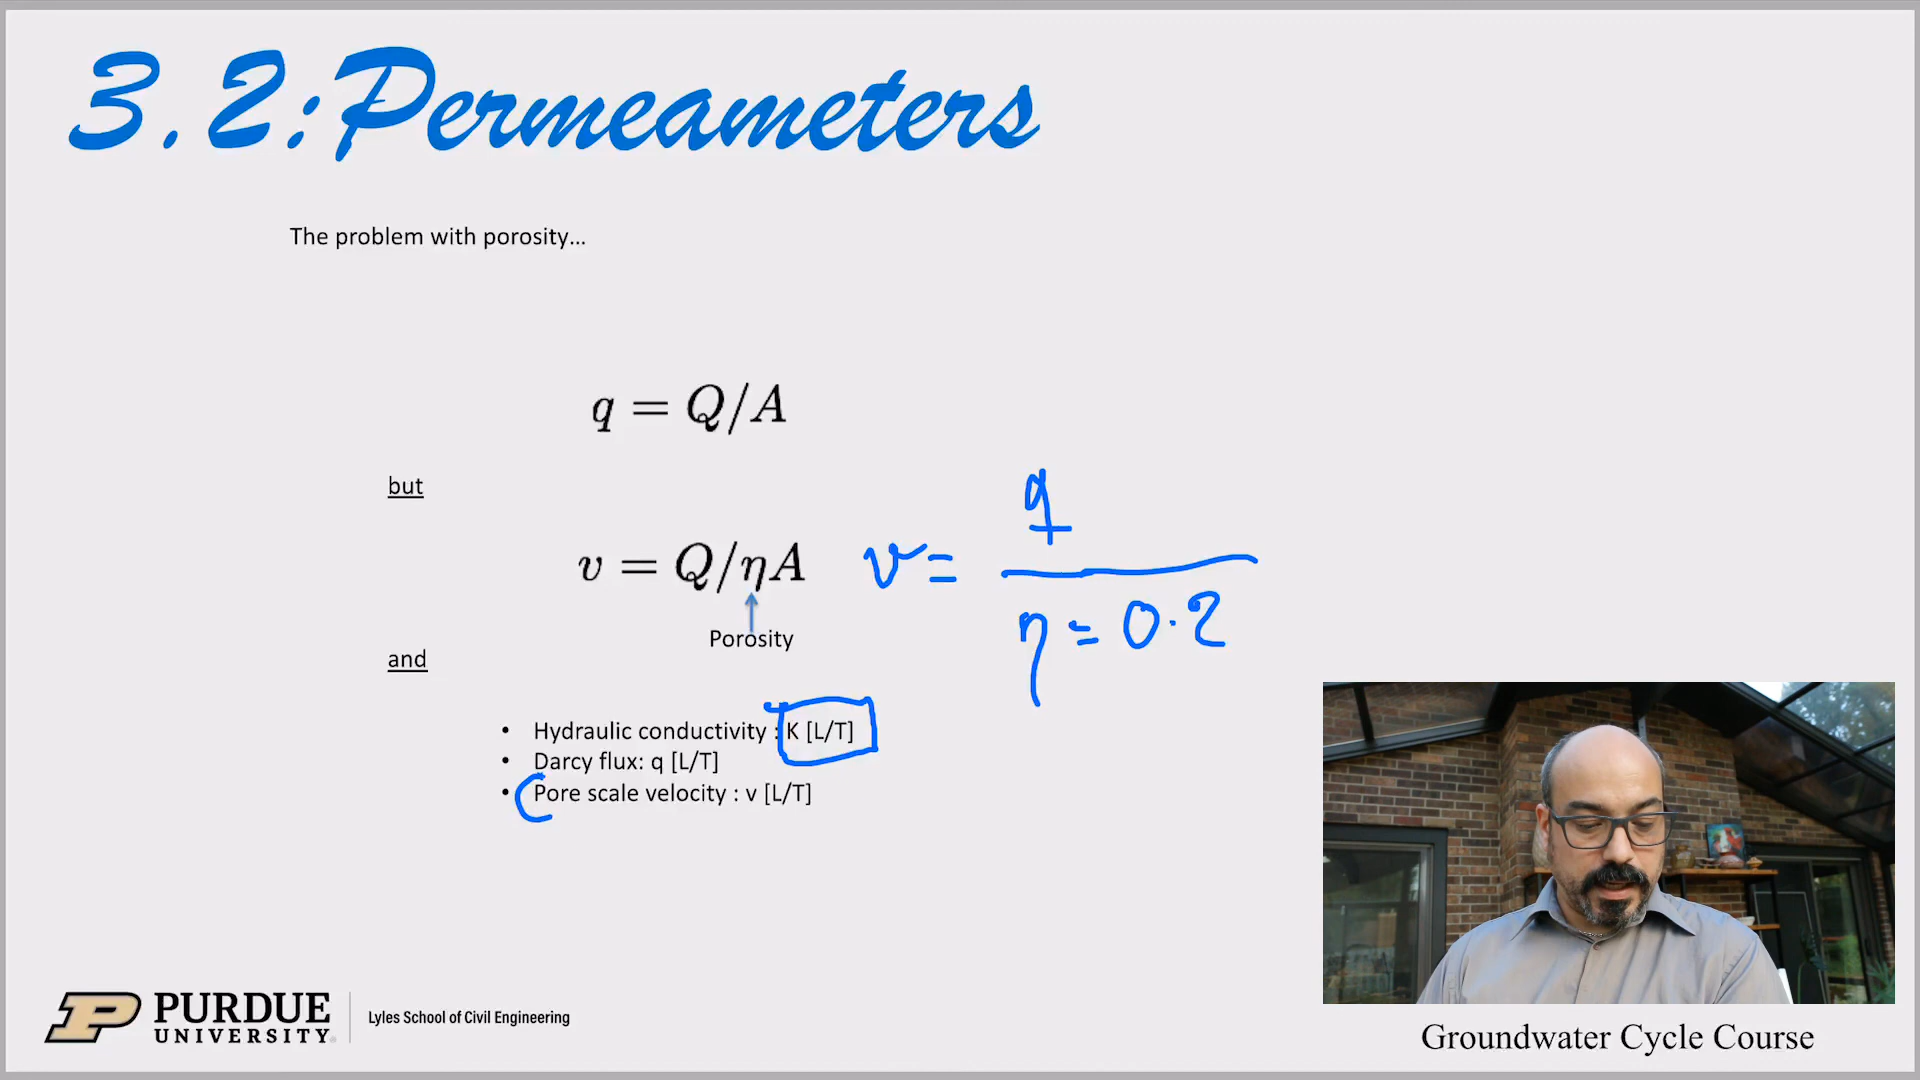 3.2: Permeameters
The problem with porosity...
q = Q/A
but
v = Q/ηA
Porosity
v = q
η = 0.2
and
• Hydraulic conductivity : K [L/T]
• Darcy flux: q [L/T]
• Pore scale velocity : v [L/T]
PURDUE
UNIVERSITY
Lyles School of Civil Engineering
Groundwater Cycle Course